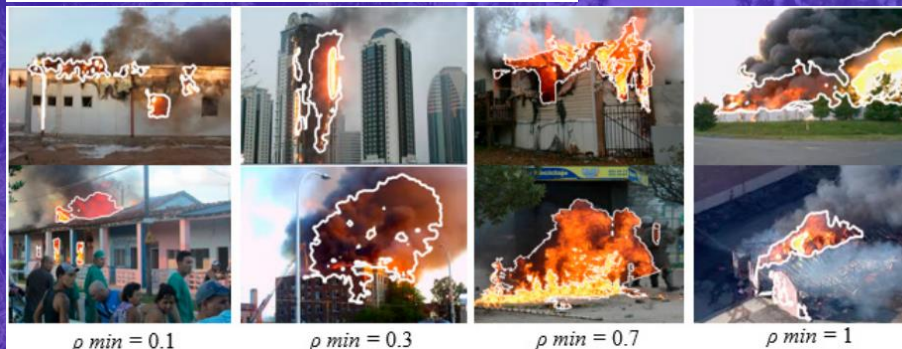 ρ min = 0.1
ρ min = 0.3
ρ min = 0.7
ρ min = 1